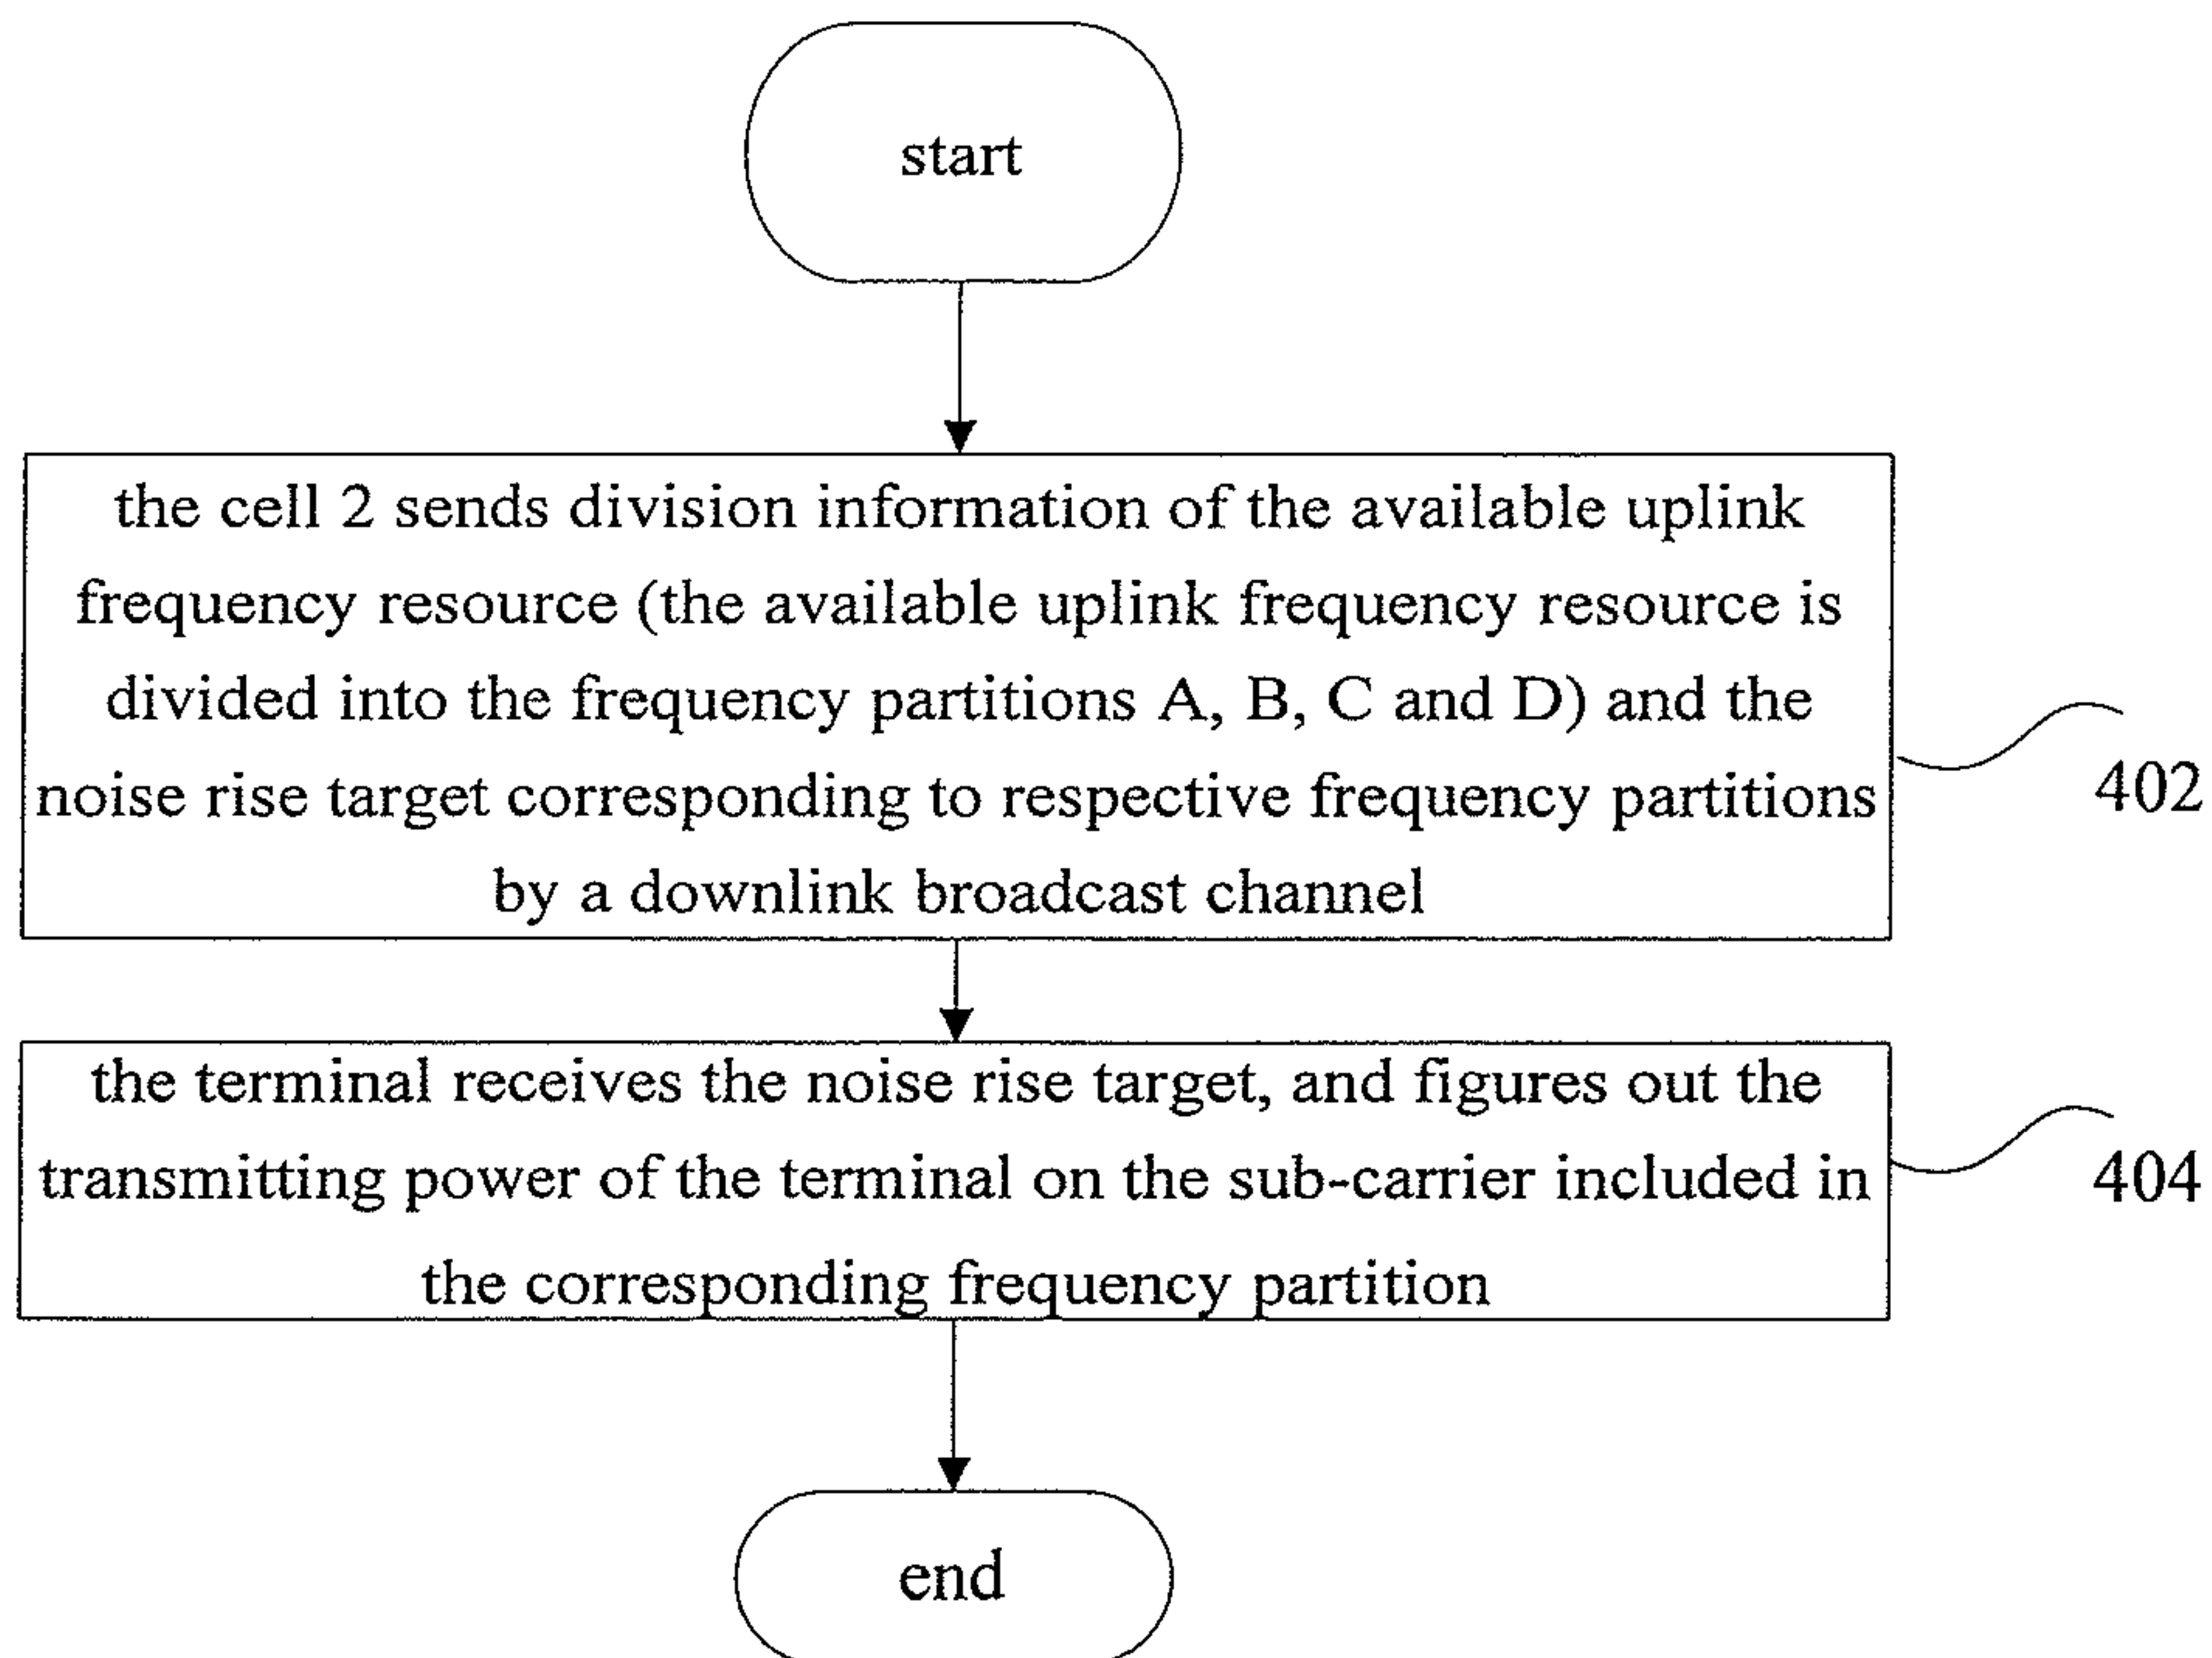 start
the cell 2 sends division information of the available uplink
frequency resource (the available uplink frequency resource is
divided into the frequency partitions A, B, C and D) and the
noise rise target corresponding to respective frequency partitions
by a downlink broadcast channel
402
the terminal receives the noise rise target, and figures out the
transmitting power of the terminal on the sub-carrier included in
the corresponding frequency partition
404
end